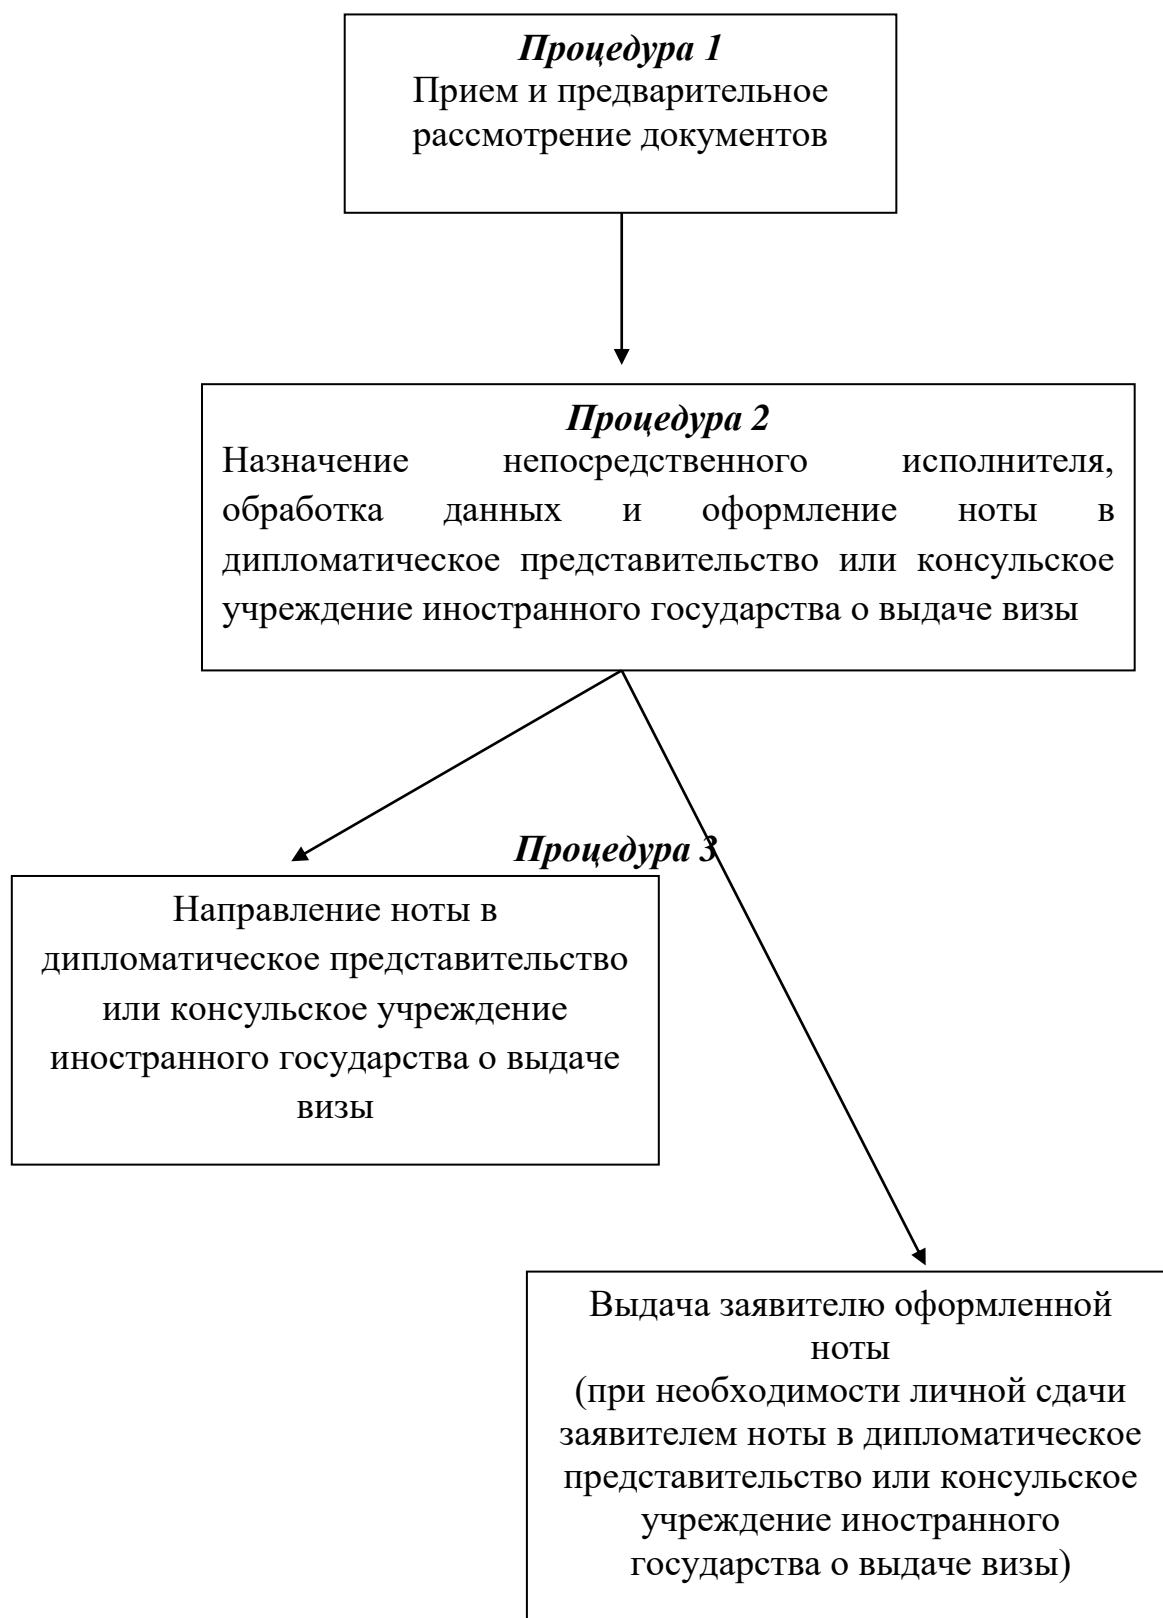 Процедура 1
Прием и предварительное
рассмотрение документов
Процедура 2
Назначение непосредственного исполнителя,
обработка данных и оформление ноты в
дипломатическое представительство или консульское
учреждение иностранного государства о выдаче визы
Процедура 3
Направление ноты в
дипломатическое представительство
или консульское учреждение
иностранного государства о выдаче
визы
Выдача заявителю оформленной
ноты
(при необходимости личной сдачи
заявителем ноты в дипломатическое
представительство или консульское
учреждение иностранного
государства о выдаче визы)